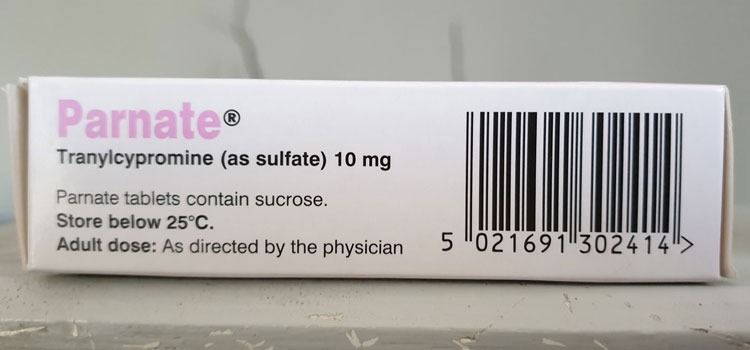 Parnate®
Tranylcypromine (as sulfate) 10 mg
Parnate tablets contain sucrose.
Store below 25°C.
Adult dose: As directed by the physician
5 021691 302414 >